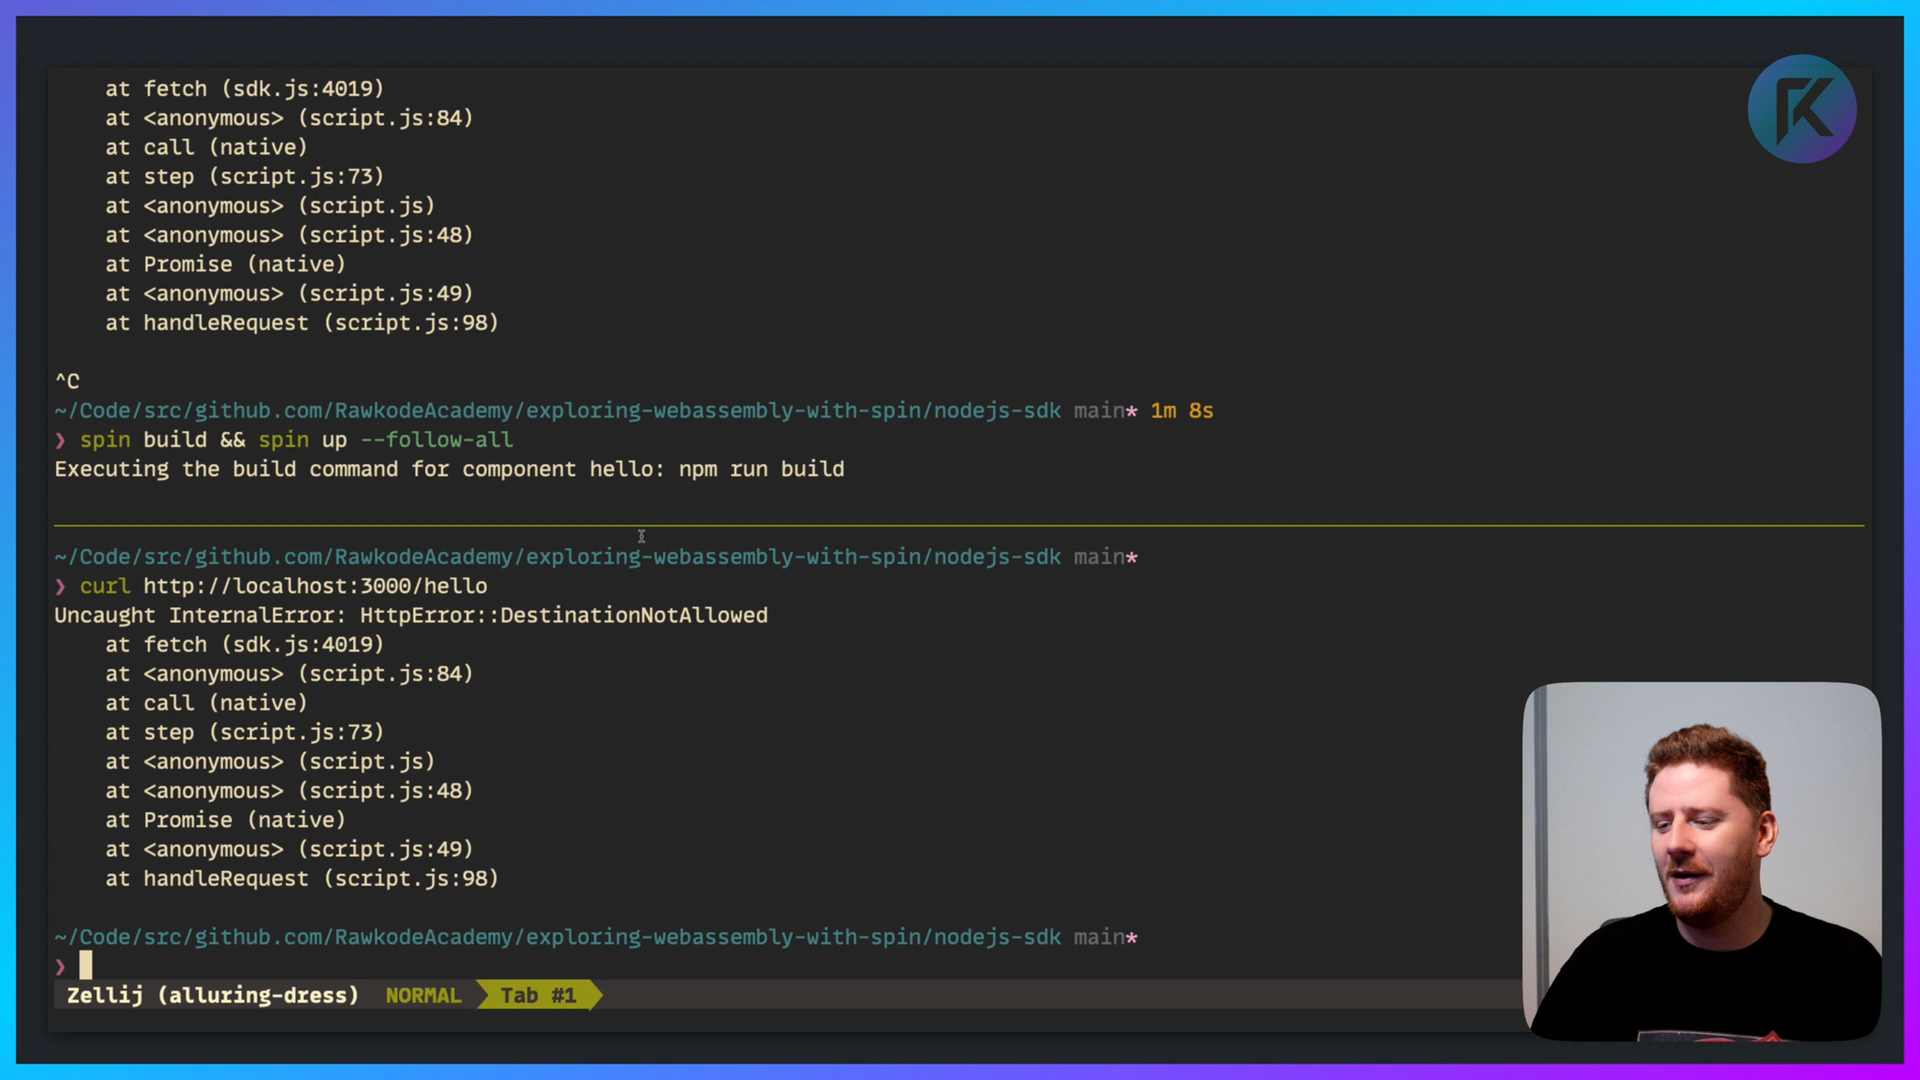 at fetch (sdk.js:4019)
at <anonymous> (script.js:84)
at call (native)
at step (script.js:73)
at <anonymous> (script.js)
at <anonymous> (script.js:48)
at Promise (native)
at <anonymous> (script.js:49)
at handleRequest (script.js:98)
^C
~/Code/src/github.com/RawkodeAcademy/exploring-webassembly-with-spin/nodejs-sdk main* 1m 8s
❯ spin build && spin up --follow-all
Executing the build command for component hello: npm run build
~/Code/src/github.com/RawkodeAcademy/exploring-webassembly-with-spin/nodejs-sdk main*
❯ curl http://localhost:3000/hello
Uncaught InternalError: HttpError::DestinationNotAllowed
at fetch (sdk.js:4019)
at <anonymous> (script.js:84)
at call (native)
at step (script.js:73)
at <anonymous> (script.js)
at <anonymous> (script.js:48)
at Promise (native)
at <anonymous> (script.js:49)
at handleRequest (script.js:98)
~/Code/src/github.com/RawkodeAcademy/exploring-webassembly-with-spin/nodejs-sdk main*
❯
Zellij (alluring-dress) NORMAL Tab #1